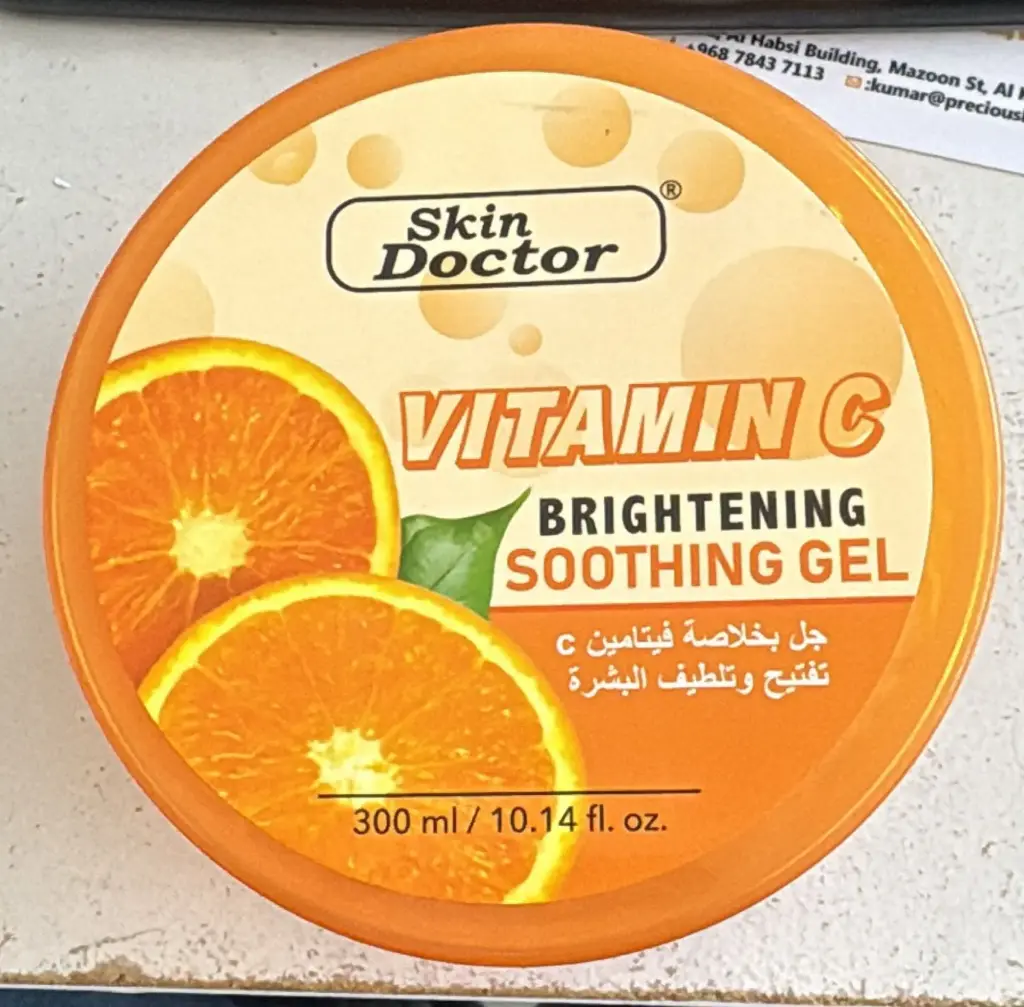 Al Habsi Building, Mazoon St, Al
+968 7843 7113 :kumar@precious
Skin
Doctor
®
VITAMIN C
BRIGHTENING
SOOTHING GEL
جل بخلاصة فيتامين C
تفتيح وتلطيف البشرة
300 ml / 10.14 fl. oz.